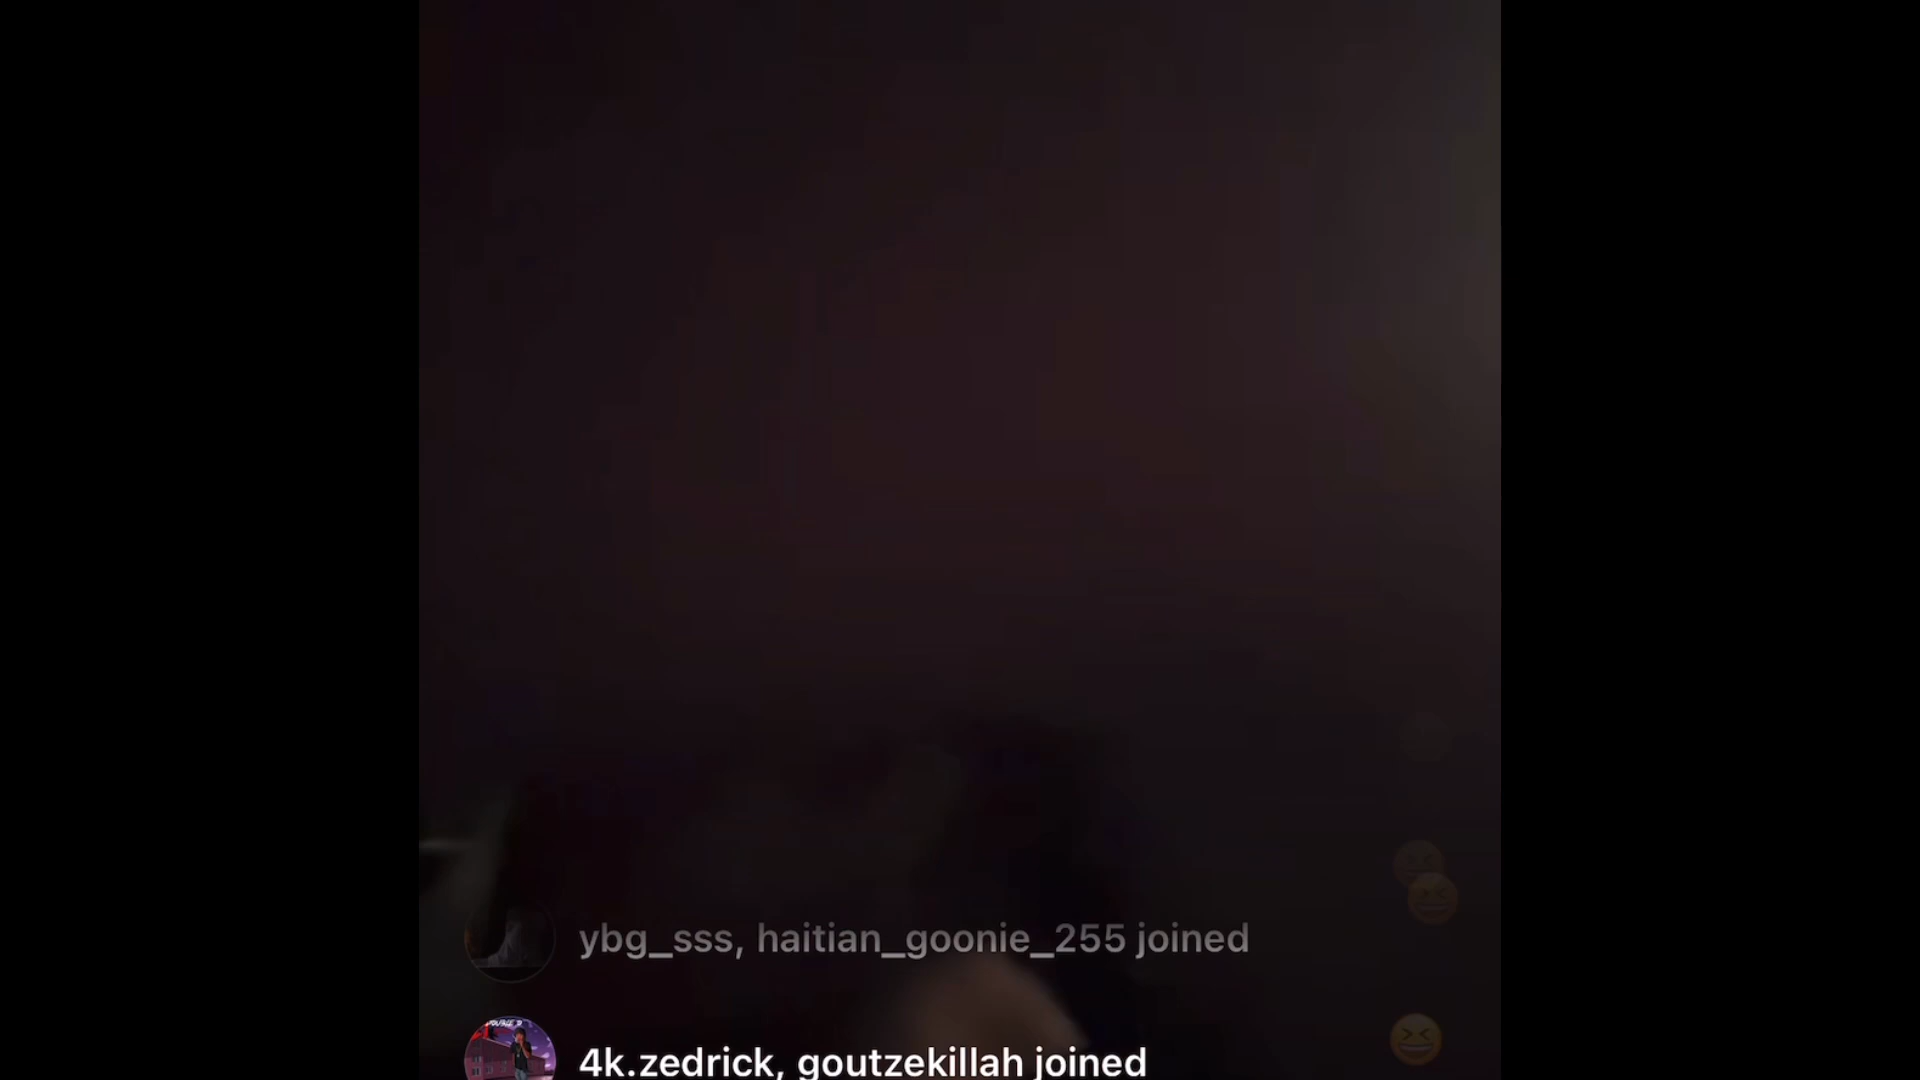 ybg_sss, haitian_goonie_255 joined
4k.zedrick, goutzekillah joined